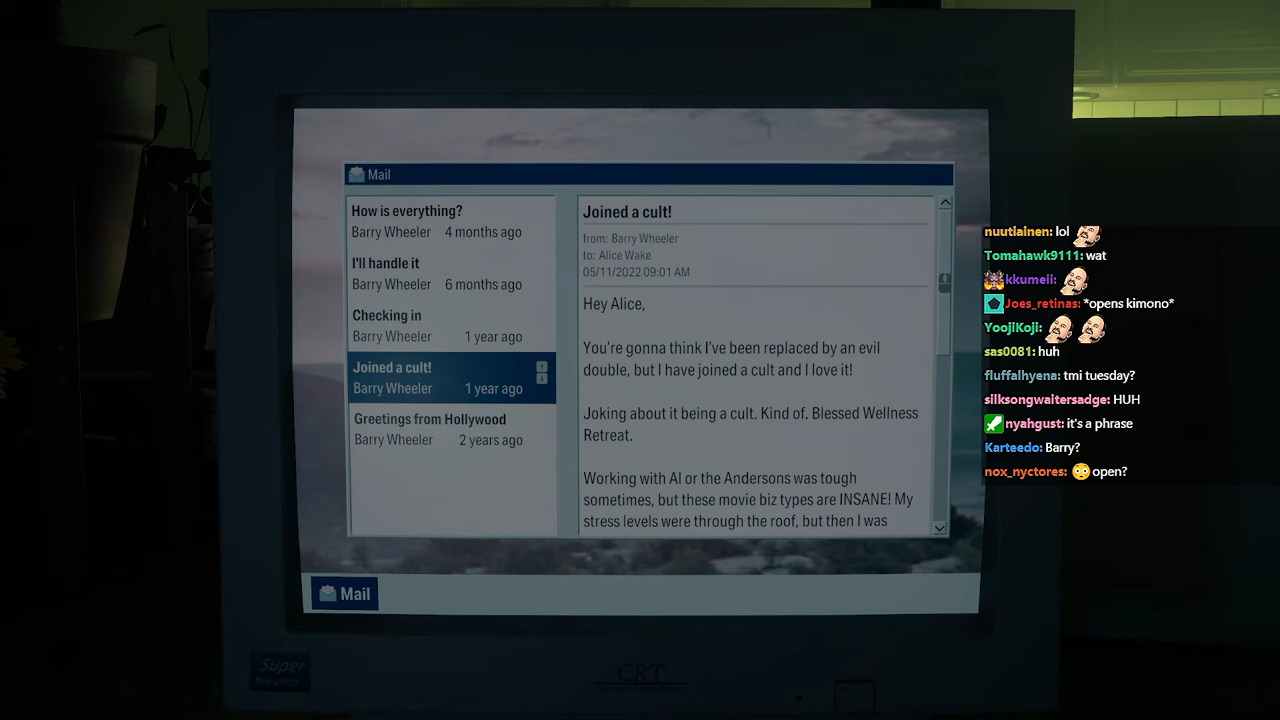 Mail
How is everything?
Barry Wheeler 4 months ago
I'll handle it
Barry Wheeler 6 months ago
Checking in
Barry Wheeler 1 year ago
Joined a cult!
Barry Wheeler 1 year ago
Greetings from Hollywood
Barry Wheeler 2 years ago
Joined a cult!
from: Barry Wheeler
to: Alice Wake
05/11/2022 09:01 AM
Hey Alice,
You're gonna think I've been replaced by an evil
double, but I have joined a cult and I love it!
Joking about it being a cult. Kind of. Blessed Wellness
Retreat.
Working with Al or the Andersons was tough
sometimes, but these movie biz types are INSANE! My
stress levels were through the roof, but then I was
Mail
Super
fine pitch
CRT
nuutiainen: lol
Tomahawk9111: wat
kkumeii:
Joes_retinas: *opens kimono*
YoojiKoji:
sas0081: huh
fluffalhyena: tmi tuesday?
silksongwaitersadge: HUH
nyahgust: it's a phrase
Karteedo: Barry?
nox_nyctores: open?